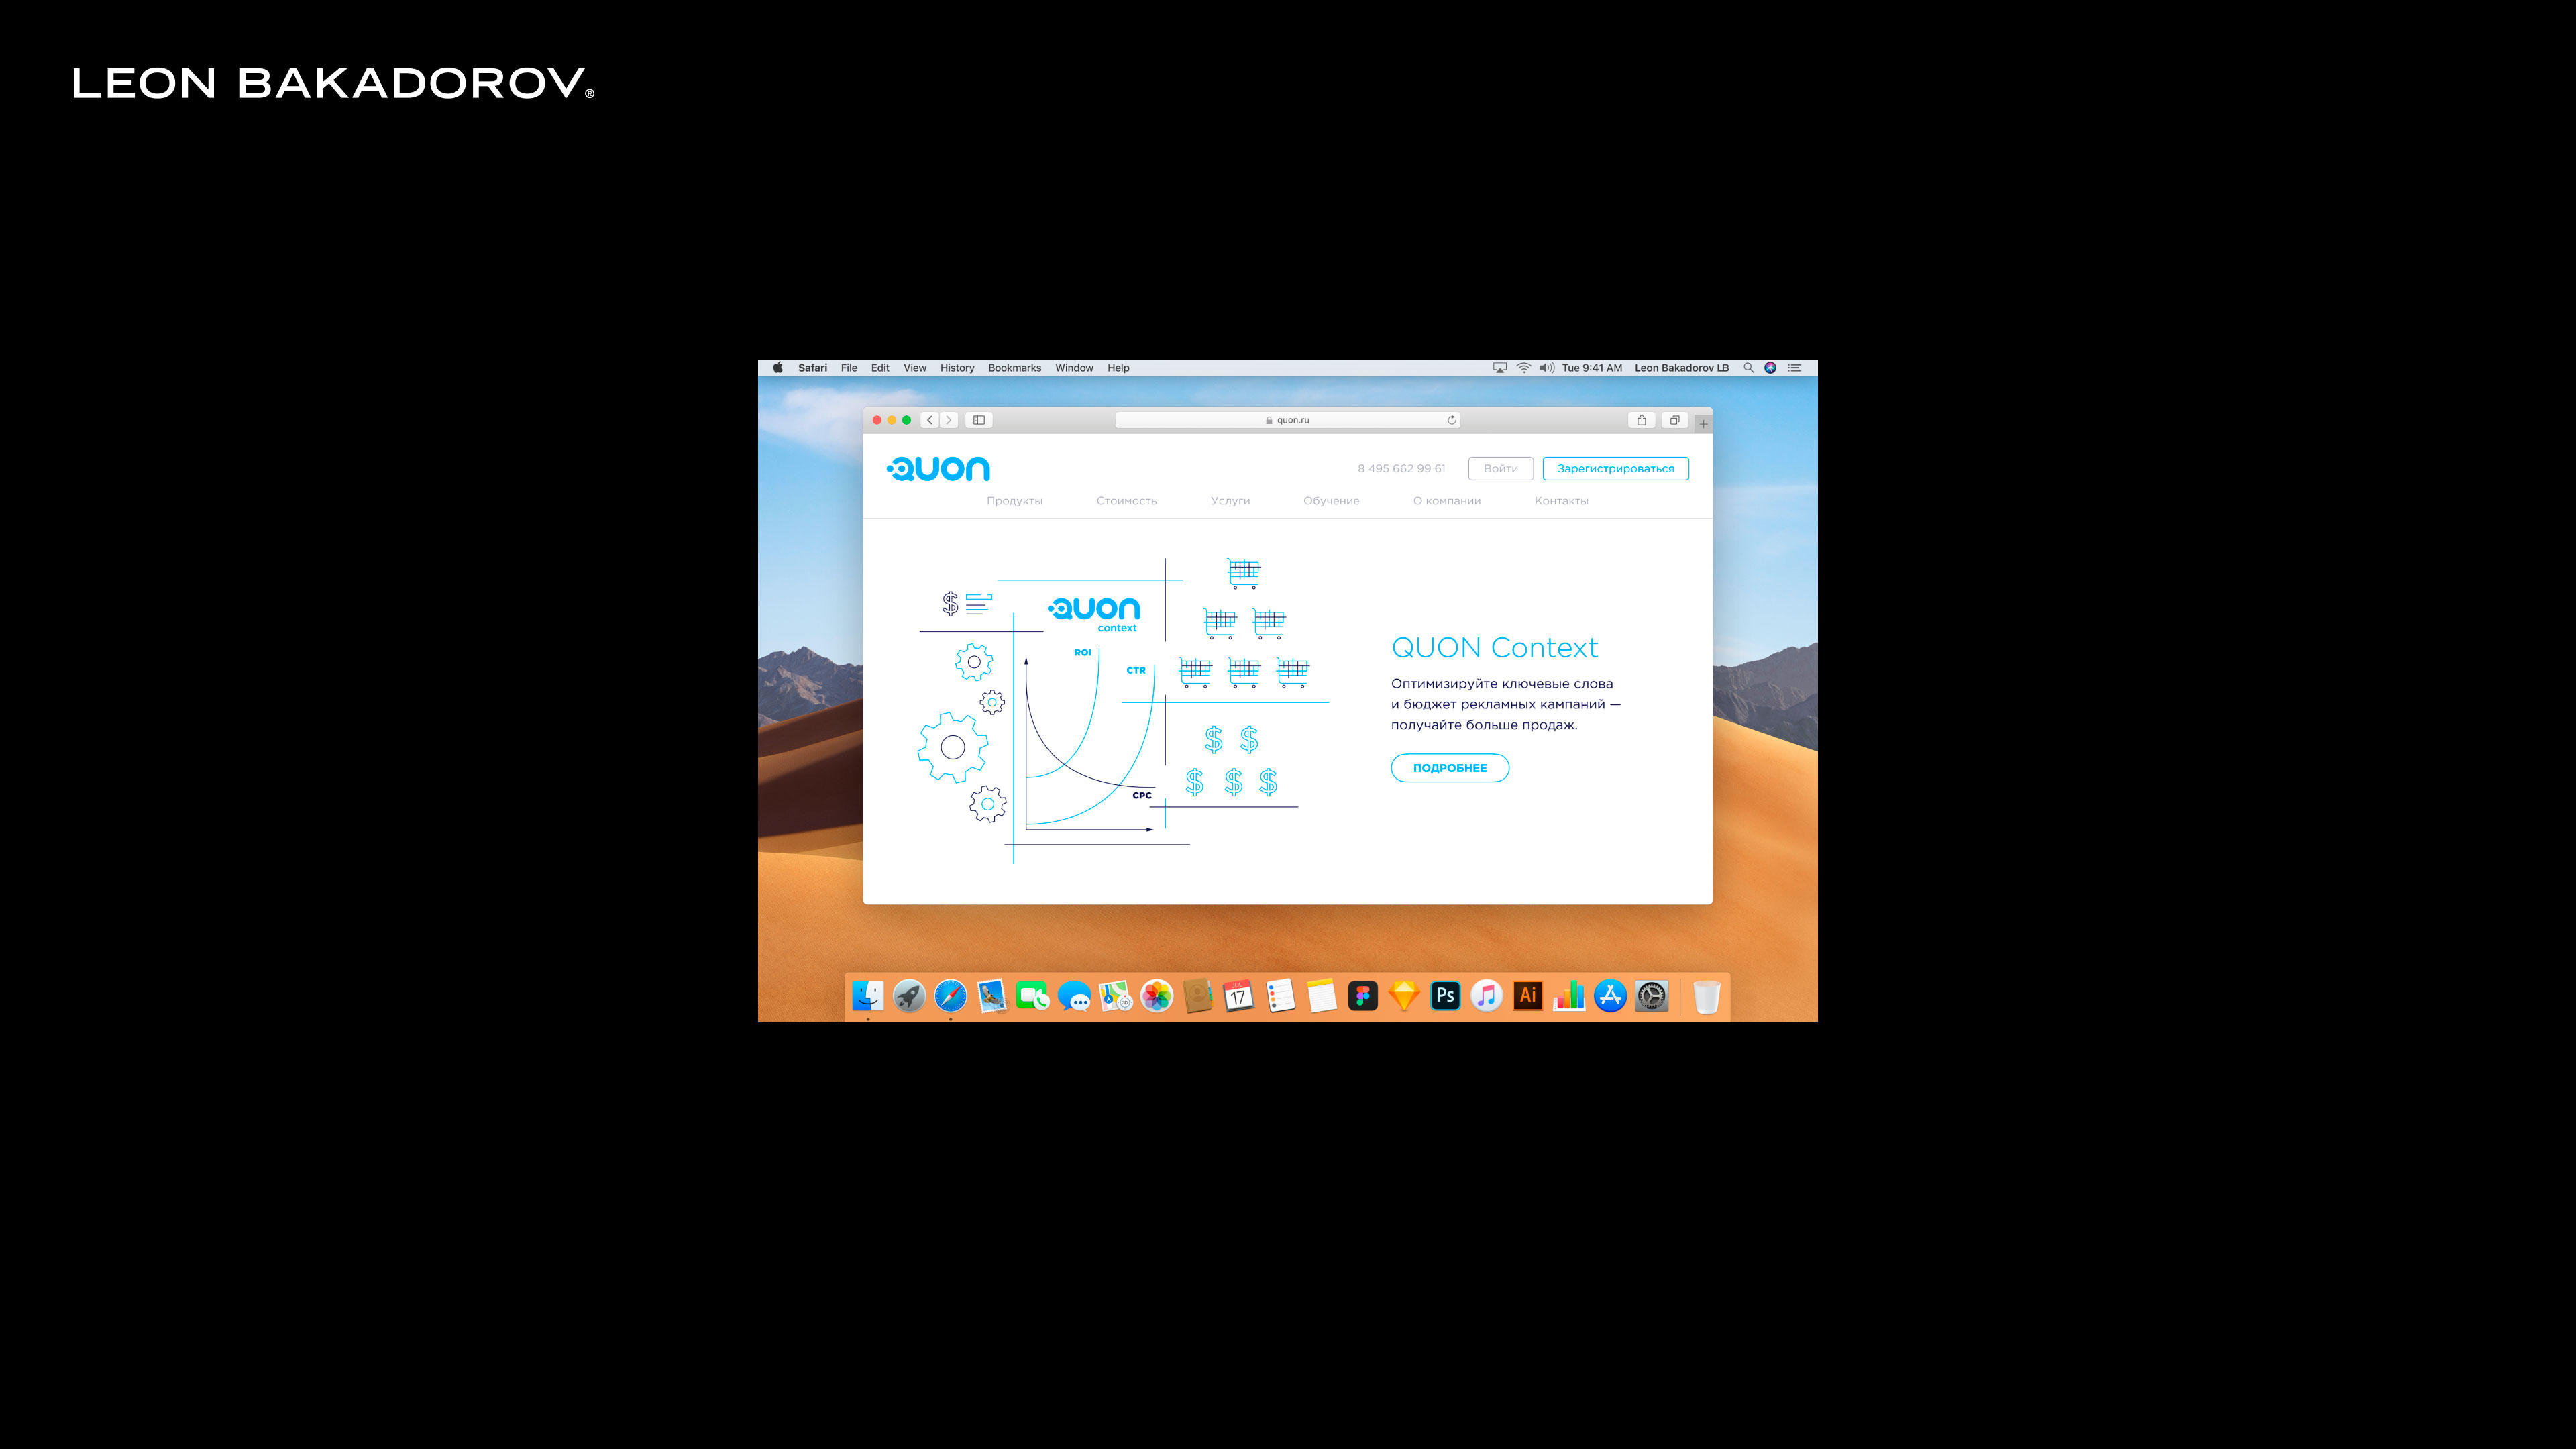 LEON BAKADOROV®
Safari File Edit View History Bookmarks Window Help
Tue 9:41 AM Leon Bakadorov LB
quon.ru
QUON
8 495 662 99 61
Войти
Зарегистрироваться
Продукты Стоимость Услуги Обучение О компании Контакты
$
QUON
context
ROI
CTR
CPC
$ $
$ $ $
QUON Context
Оптимизируйте ключевые слова
и бюджет рекламных кампаний —
получайте больше продаж.
ПОДРОБНЕЕ
JUL
17
3D
Ps
Ai